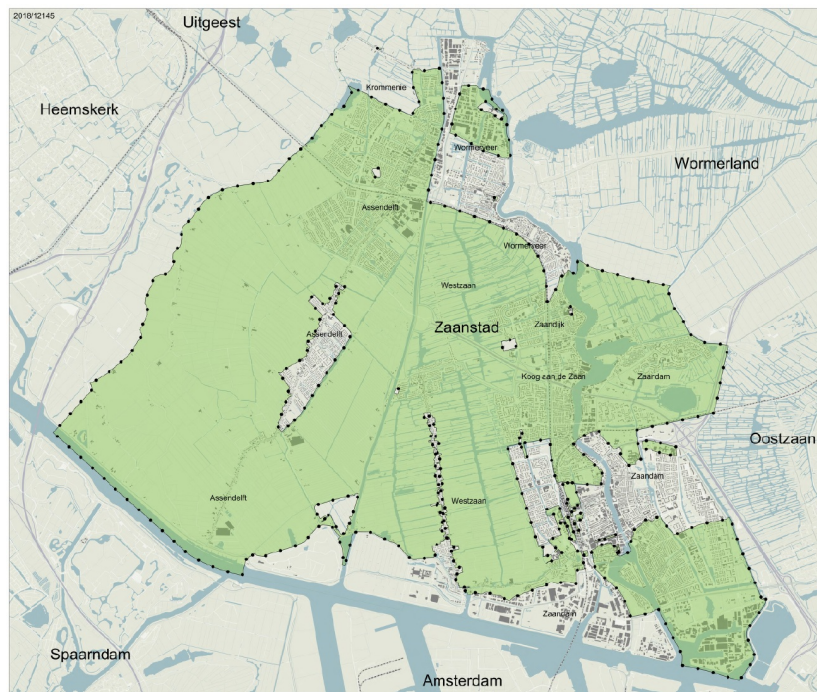 2018/12145
Uitgeest
Krommenie
Heemskerk
Wormerveer
Wormerland
Assendelft
Wormerveer
Westzaan
Zaanstad
Zaandijk
Assendelft
Koog aan de Zaan
Zaandam
Oostzaan
Zaandam
Assendelft
Westzaan
Zaandam
Spaarndam
Amsterdam